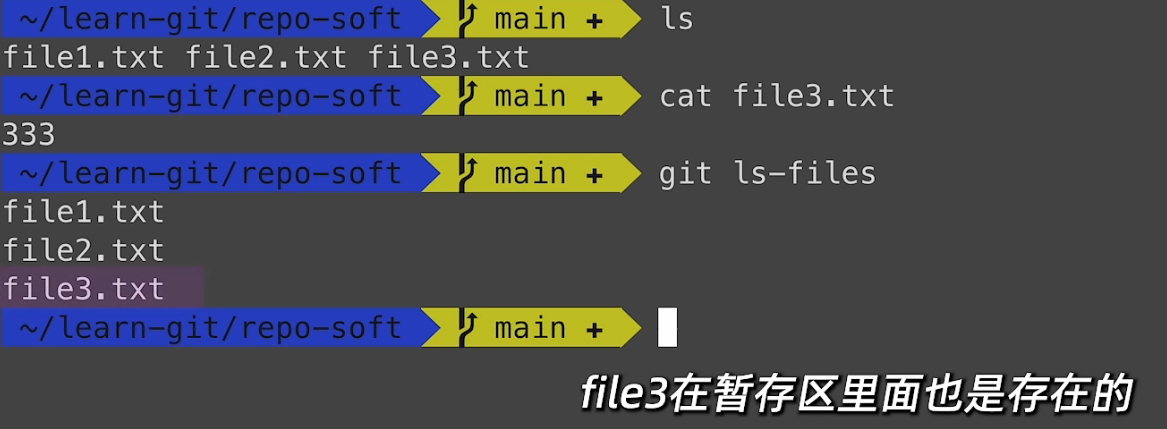 ~/learn-git/repo-soft main + ls
file1.txt file2.txt file3.txt
~/learn-git/repo-soft main + cat file3.txt
333
~/learn-git/repo-soft main + git ls-files
file1.txt
file2.txt
file3.txt
~/learn-git/repo-soft main +
file3在暂存区里面也是存在的